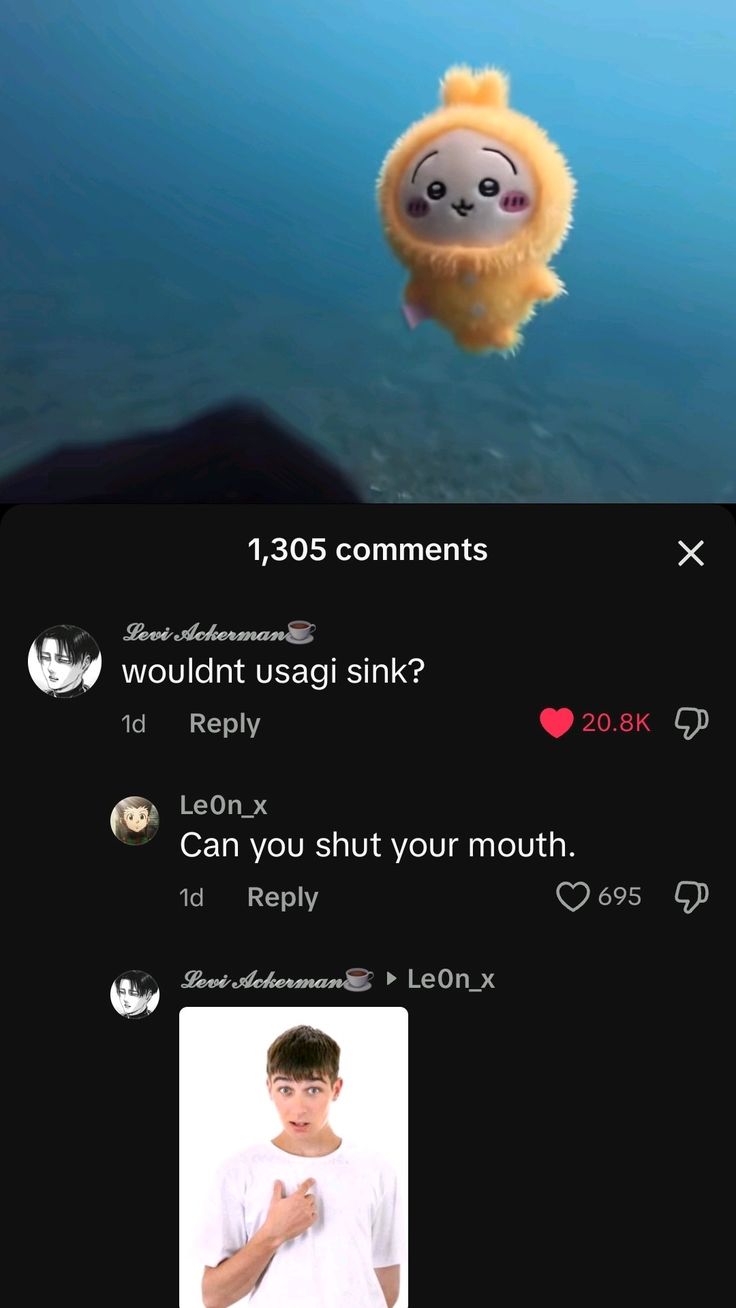 1,305 comments
Levi Ackerman☕
wouldnt usagi sink?
1d Reply 20.8K
Le0n_x
Can you shut your mouth.
1d Reply 695
Levi Ackerman☕ ▸ Le0n_x